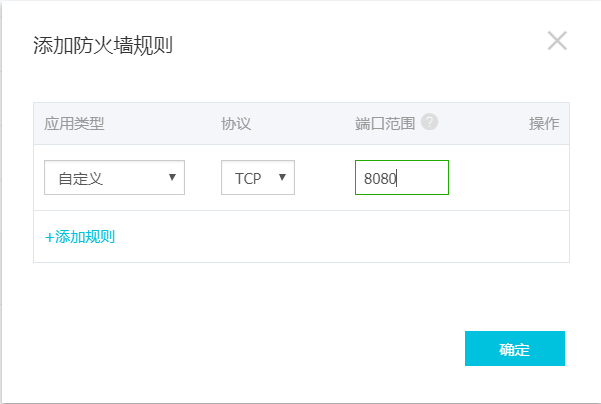 添加防火墙规则
应用类型 协议 端口范围 ? 操作
自定义 TCP 8080
+添加规则
确定